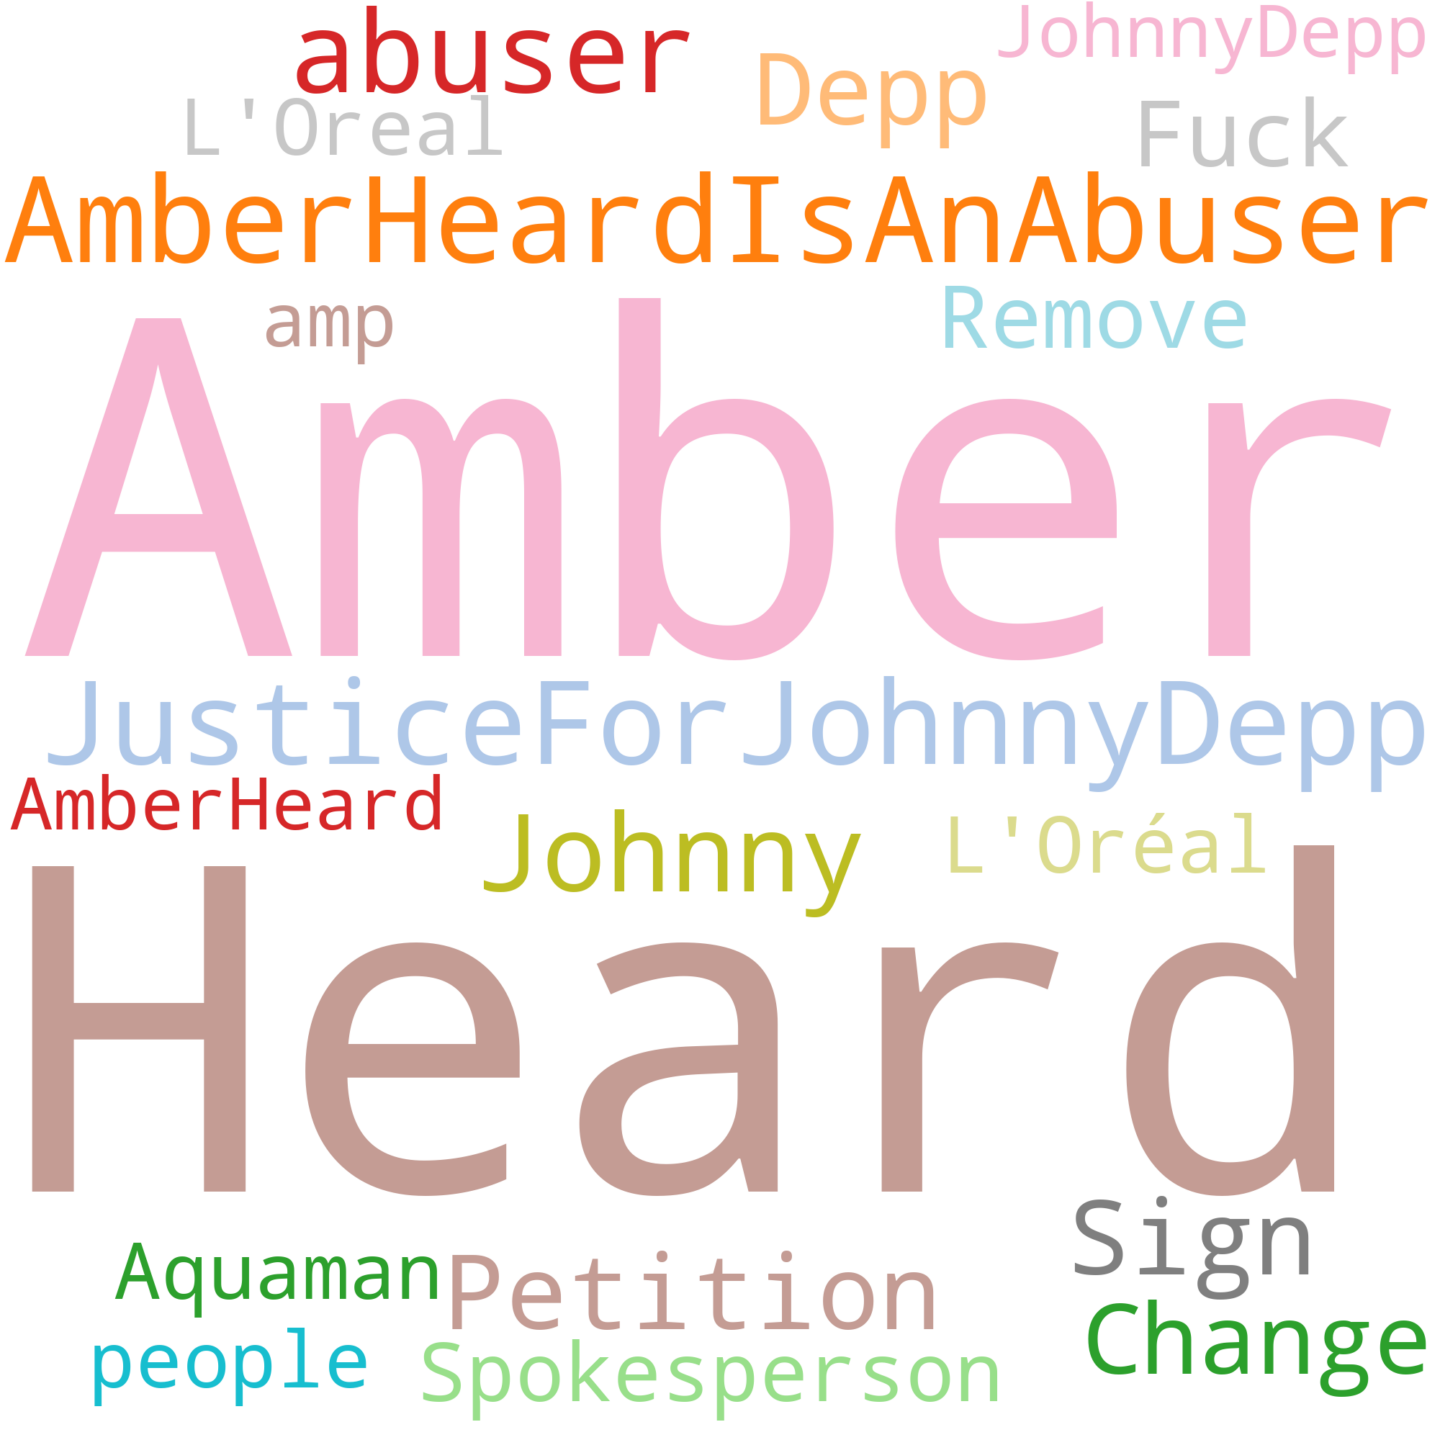 abuser
Depp
JohnnyDepp
L'Oreal
Fuck
AmberHeardIsAnAbuser
amp
Remove
Amber
JusticeForJohnnyDepp
AmberHeard
Johnny
L'Oréal
Heard
Sign
Aquaman
Petition
Change
people
Spokesperson